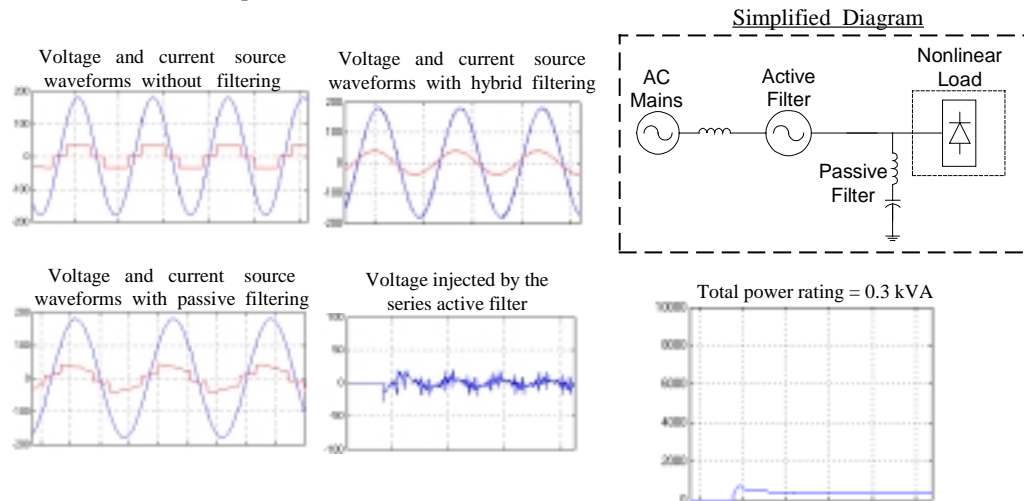 Simplified Diagram
Voltage and current source
waveforms without filtering
200
100
0
-100
-200
Voltage and current source
waveforms with hybrid filtering
200
100
0
-100
-200
AC
Mains
Active
Filter
Nonlinear
Load
Passive
Filter
Voltage and current source
waveforms with passive filtering
200
100
0
-100
-200
Voltage injected by the
series active filter
100
50
0
-50
-100
Total power rating = 0.3 kVA
10000
8000
6000
4000
2000
0